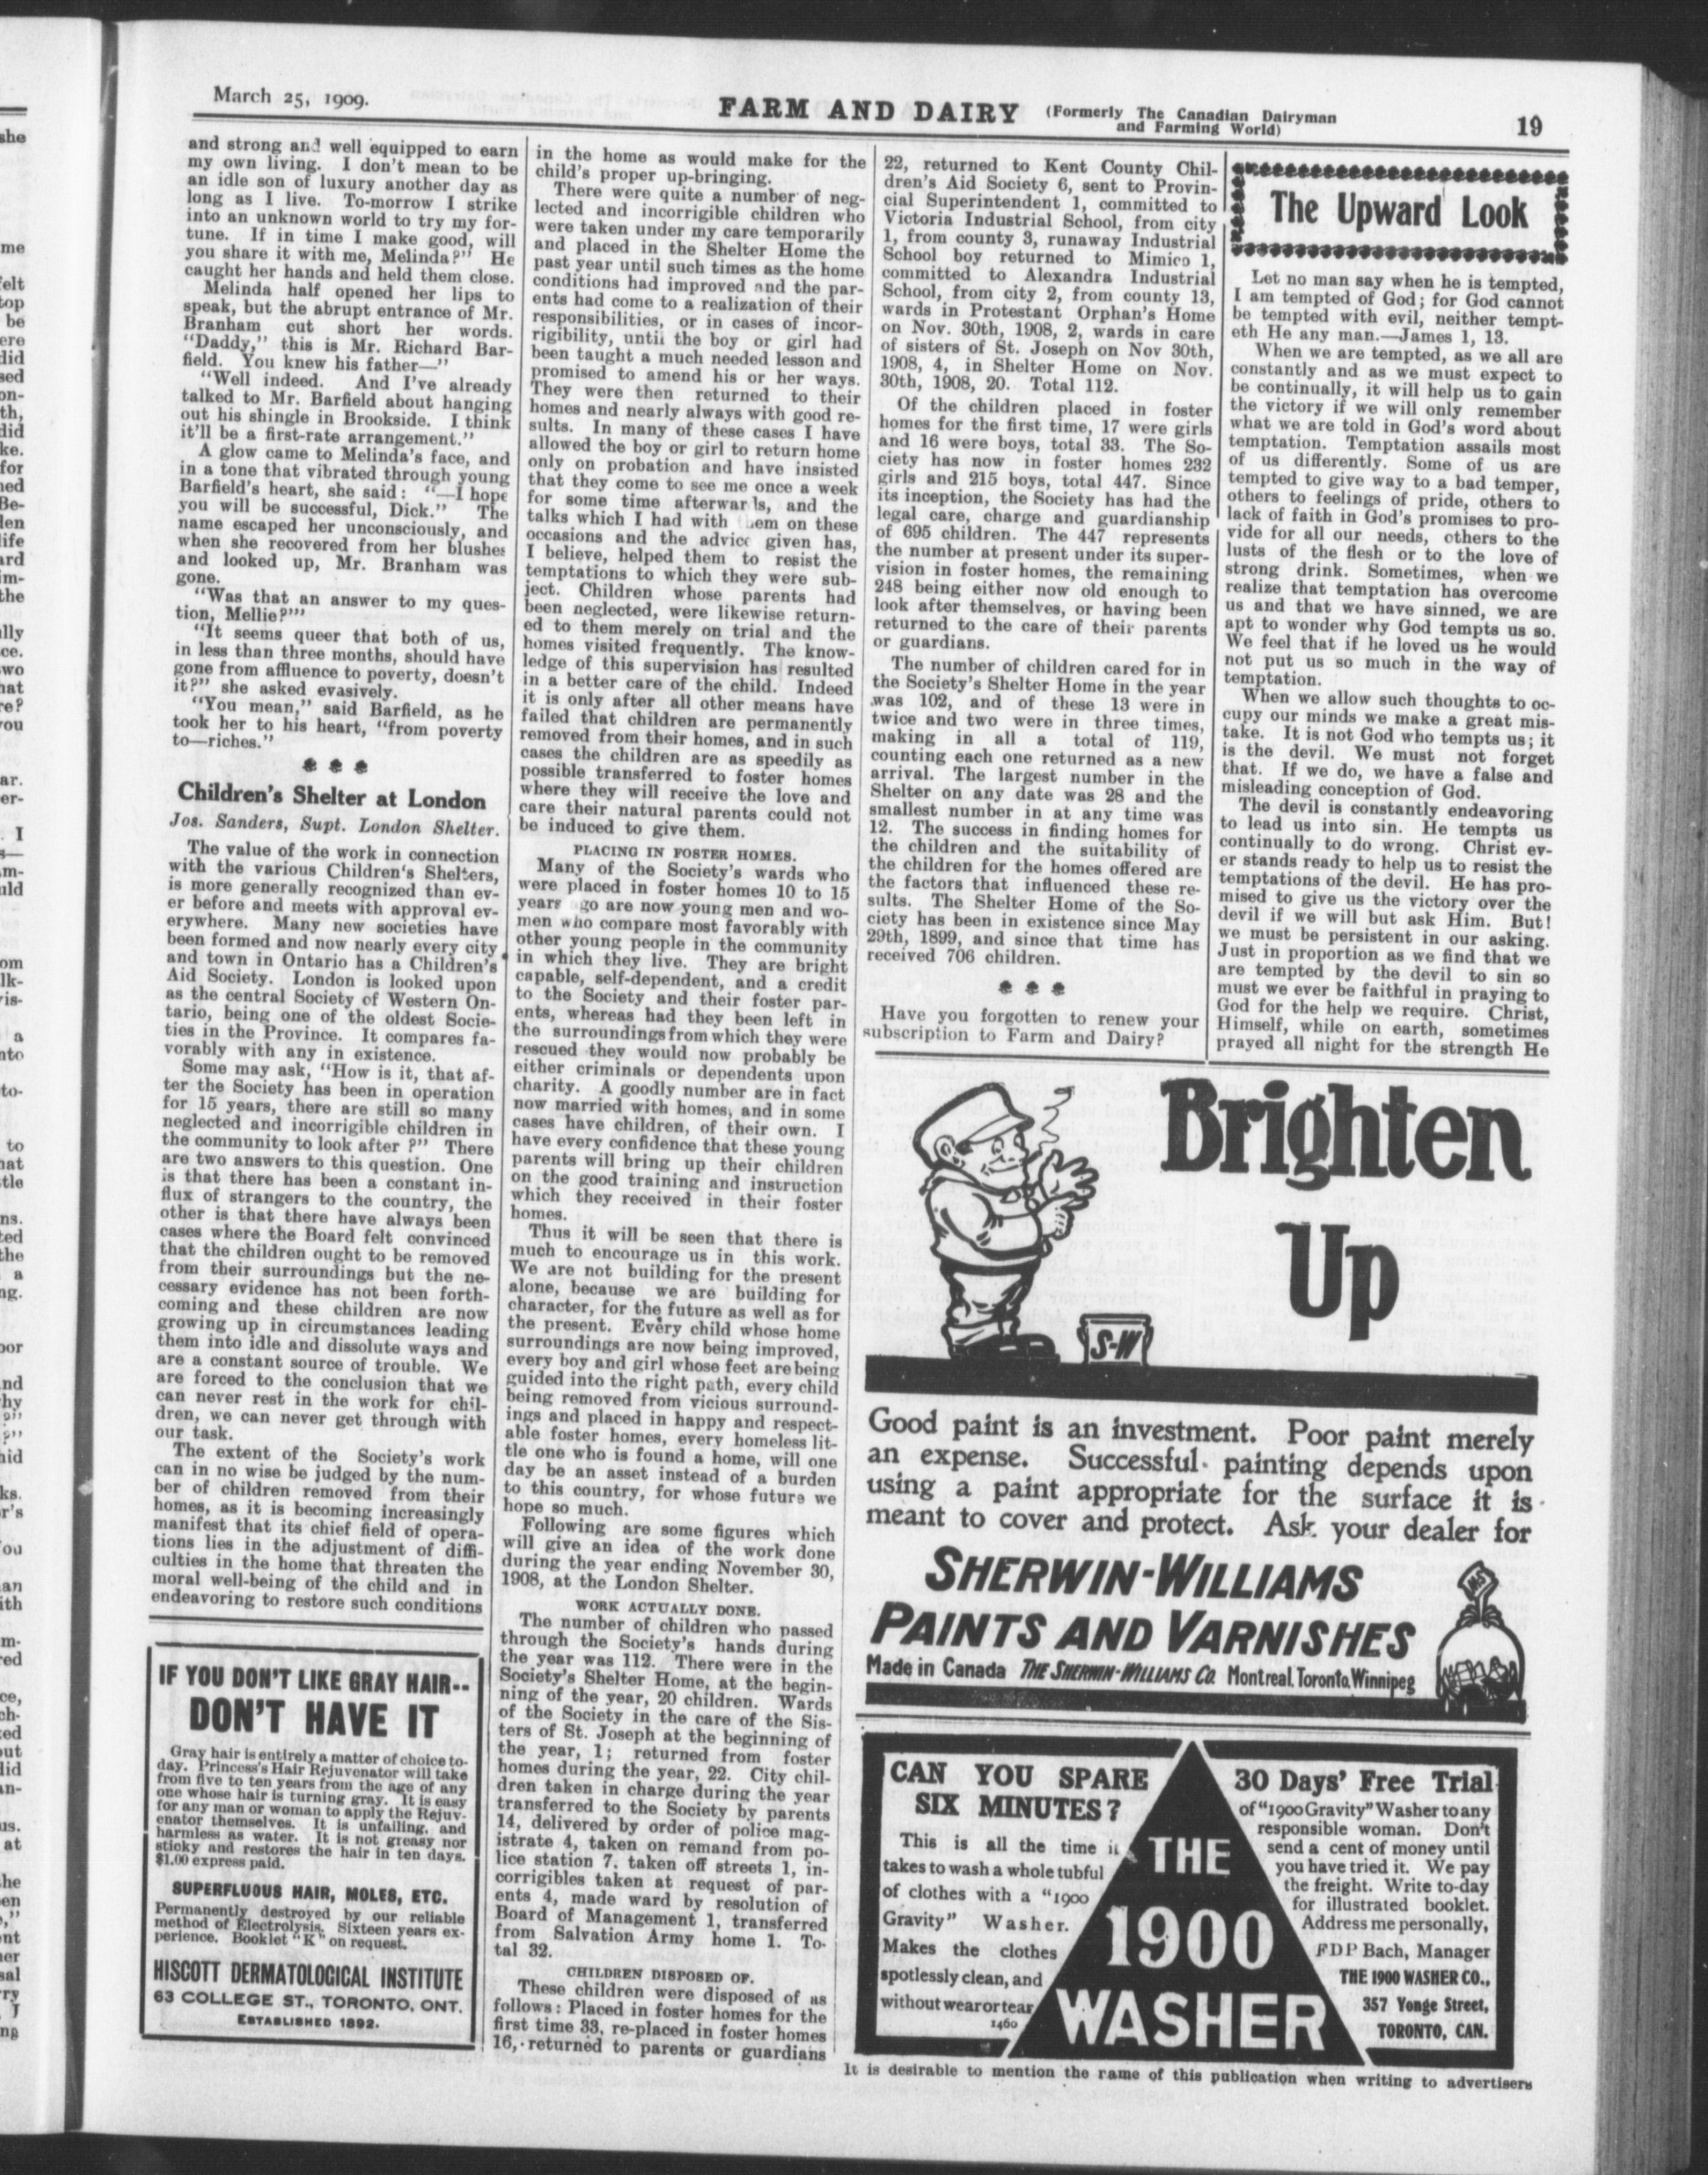 March 25, 1909.
FARM AND DAIRY (Formerly The Canadian Dairyman
and Farming World)
19
and strong and well equipped to earn
my own living. I don't mean to be
an idle son of luxury another day as
long as I live. To-morrow I strike
into an unknown world to try my for-
tune. If in time I make good, will
you share it with me, Melinda?" He
caught her hands and held them close.
Melinda half opened her lips to
speak, but the abrupt entrance of Mr.
Branham cut short her words.
"Daddy," this is Mr. Richard Bar-
field. You knew his father—"
"Well indeed. And I've already
talked to Mr. Barfield about hanging
out his shingle in Brookside. I think
it'll be a first-rate arrangement."
A glow came to Melinda's face, and
in a tone that vibrated through young
Barfield's heart, she said: "—I hope
you will be successful, Dick." The
name escaped her unconsciously, and
when she recovered from her blushes
and looked up, Mr. Branham was
gone.
"Was that an answer to my ques-
tion, Mellie?'"
"It seems queer that both of us,
in less than three months, should have
gone from affluence to poverty, doesn't
it?" she asked evasively.
"You mean," said Barfield, as he
took her to his heart, "from poverty
to—riches."
Children's Shelter at London
Jos. Sanders, Supt. London Shelter.
The value of the work in connection
with the various Children's Shelters,
is more generally recognized than ev-
er before and meets with approval ev-
erywhere. Many new societies have
been formed and now nearly every city
and town in Ontario has a Children's
Aid Society. London is looked upon
as the central Society of Western On-
tario, being one of the oldest Socie-
ties in the Province. It compares fa-
vorably with any in existence.
Some may ask, "How is it, that af-
ter the Society has been in operation
for 15 years, there are still so many
neglected and incorrigible children in
the community to look after ?" There
are two answers to this question. One
is that there has been a constant in-
flux of strangers to the country, the
other is that there have always been
cases where the Board felt convinced
that the children ought to be removed
from their surroundings but the ne-
cessary evidence has not been forth-
coming and these children are now
growing up in circumstances leading
them into idle and dissolute ways and
are a constant source of trouble. We
are forced to the conclusion that we
can never rest in the work for chil-
dren, we can never get through with
our task.
The extent of the Society's work
can in no wise be judged by the num-
ber of children removed from their
homes, as it is becoming increasingly
manifest that its chief field of opera-
tions lies in the adjustment of diffi-
culties in the home that threaten the
moral well-being of the child and in
endeavoring to restore such conditions
IF YOU DON'T LIKE GRAY HAIR--
DON'T HAVE IT
Gray hair is entirely a matter of choice to-
day. Princess's Hair Rejuvenator will take
from five to ten years from the age of any
one whose hair is turning gray. It is easy
for any man or woman to apply the Rejuv-
enator themselves. It is unfailing, and
harmless as water. It is not greasy nor
sticky and restores the hair in ten days.
$1.00 express paid.
SUPERFLUOUS HAIR, MOLES, ETC.
Permanently destroyed by our reliable
method of Electrolysis. Sixteen years ex-
perience. Booklet "K" on request.
HISCOTT DERMATOLOGICAL INSTITUTE
63 COLLEGE ST., TORONTO, ONT.
ESTABLISHED 1892.
in the home as would make for the
child's proper up-bringing.
There were quite a number of neg-
lected and incorrigible children who
were taken under my care temporarily
and placed in the Shelter Home the
past year until such times as the home
conditions had improved and the par-
ents had come to a realization of their
responsibilities, or in cases of incor-
rigibility, until the boy or girl had
been taught a much needed lesson and
promised to amend his or her ways.
They were then returned to their
homes and nearly always with good re-
sults. In many of these cases I have
allowed the boy or girl to return home
only on probation and have insisted
that they come to see me once a week
for some time afterwards, and the
talks which I had with them on these
occasions and the advice given has,
I believe, helped them to resist the
temptations to which they were sub-
ject. Children whose parents had
been neglected, were likewise return-
ed to them merely on trial and the
homes visited frequently. The know-
ledge of this supervision has resulted
in a better care of the child. Indeed
it is only after all other means have
failed that children are permanently
removed from their homes, and in such
cases the children are as speedily as
possible transferred to foster homes
where they will receive the love and
care their natural parents could not
be induced to give them.
PLACING IN FOSTER HOMES.
Many of the Society's wards who
were placed in foster homes 10 to 15
years ago are now young men and wo-
men who compare most favorably with
other young people in the community
in which they live. They are bright
capable, self-dependent, and a credit
to the Society and their foster par-
ents, whereas had they been left in
the surroundings from which they were
rescued they would now probably be
either criminals or dependents upon
charity. A goodly number are in fact
now married with homes, and in some
cases have children, of their own. I
have every confidence that these young
parents will bring up their children
on the good training and instruction
which they received in their foster
homes.
Thus it will be seen that there is
much to encourage us in this work.
We are not building for the present
alone, because we are building for
character, for the future as well as for
the present. Every child whose home
surroundings are now being improved,
every boy and girl whose feet are being
guided into the right path, every child
being removed from vicious surround-
ings and placed in happy and respect-
able foster homes, every homeless lit-
tle one who is found a home, will one
day be an asset instead of a burden
to this country, for whose future we
hope so much.
Following are some figures which
will give an idea of the work done
during the year ending November 30,
1908, at the London Shelter.
WORK ACTUALLY DONE.
The number of children who passed
through the Society's hands during
the year was 112. There were in the
Society's Shelter Home, at the begin-
ning of the year, 20 children. Wards
of the Society in the care of the Sis-
ters of St. Joseph at the beginning of
the year, 1; returned from foster
homes during the year, 22. City chil-
dren taken in charge during the year
transferred to the Society by parents
14, delivered by order of police mag-
istrate 4, taken on remand from po-
lice station 7, taken off streets 1, in-
corrigibles taken at request of par-
ents 4, made ward by resolution of
Board of Management 1, transferred
from Salvation Army home 1. To-
tal 32.
CHILDREN DISPOSED OF.
These children were disposed of as
follows: Placed in foster homes for the
first time 33, re-placed in foster homes
16, returned to parents or guardians
22, returned to Kent County Chil-
dren's Aid Society 6, sent to Provin-
cial Superintendent 1, committed to
Victoria Industrial School, from city
1, from county 3, runaway Industrial
School boy returned to Mimico 1,
committed to Alexandra Industrial
School, from city 2, from county 13,
wards in Protestant Orphan's Home
on Nov. 30th, 1908, 2, wards in care
of sisters of St. Joseph on Nov 30th,
1908, 4, in Shelter Home on Nov.
30th, 1908, 20. Total 112.
Of the children placed in foster
homes for the first time, 17 were girls
and 16 were boys, total 33. The So-
ciety has now in foster homes 232
girls and 215 boys, total 447. Since
its inception, the Society has had the
legal care, charge and guardianship
of 695 children. The 447 represents
the number at present under its super-
vision in foster homes, the remaining
248 being either now old enough to
look after themselves, or having been
returned to the care of their parents
or guardians.
The number of children cared for in
the Society's Shelter Home in the year
was 102, and of these 13 were in
twice and two were in three times,
making in all a total of 119,
counting each one returned as a new
arrival. The largest number in the
Shelter on any date was 28 and the
smallest number in at any time was
12. The success in finding homes for
the children and the suitability of
the children for the homes offered are
the factors that influenced these re-
sults. The Shelter Home of the So-
ciety has been in existence since May
29th, 1899, and since that time has
received 706 children.
Have you forgotten to renew your
subscription to Farm and Dairy?
The Upward Look
Let no man say when he is tempted,
I am tempted of God; for God cannot
be tempted with evil, neither tempt-
eth He any man.—James 1, 13.
When we are tempted, as we all are
constantly and as we must expect to
be continually, it will help us to gain
the victory if we will only remember
what we are told in God's word about
temptation. Temptation assails most
of us differently. Some of us are
tempted to give way to a bad temper,
others to feelings of pride, others to
lack of faith in God's promises to pro-
vide for all our needs, others to the
lusts of the flesh or to the love of
strong drink. Sometimes, when we
realize that temptation has overcome
us and that we have sinned, we are
apt to wonder why God tempts us so.
We feel that if he loved us he would
not put us so much in the way of
temptation.
When we allow such thoughts to oc-
cupy our minds we make a great mis-
take. It is not God who tempts us; it
is the devil. We must not forget
that. If we do, we have a false and
misleading conception of God.
The devil is constantly endeavoring
to lead us into sin. He tempts us
continually to do wrong. Christ ev-
er stands ready to help us to resist the
temptations of the devil. He has pro-
mised to give us the victory over the
devil if we will but ask Him. But!
we must be persistent in our asking.
Just in proportion as we find that we
are tempted by the devil to sin so
must we ever be faithful in praying to
God for the help we require. Christ,
Himself, while on earth, sometimes
prayed all night for the strength He
Brighten
Up
S-W
Good paint is an investment. Poor paint merely
an expense. Successful painting depends upon
using a paint appropriate for the surface it is
meant to cover and protect. Ask your dealer for
SHERWIN-WILLIAMS
PAINTS AND VARNISHES
Made in Canada THE SHERWIN-WILLIAMS CO. Montreal, Toronto, Winnipeg
CAN YOU SPARE
SIX MINUTES?
This is all the time it
takes to wash a whole tubful
of clothes with a "1900
Gravity" Washer.
Makes the clothes
spotlessly clean, and
without wear or tear
1460
THE
1900
WASHER
30 Days' Free Trial
of "1900 Gravity" Washer to any
responsible woman. Don't
send a cent of money until
you have tried it. We pay
the freight. Write to-day
for illustrated booklet.
Address me personally,
FDP Bach, Manager
THE 1900 WASHER CO.,
357 Yonge Street,
TORONTO, CAN.
It is desirable to mention the name of this publication when writing to advertisers